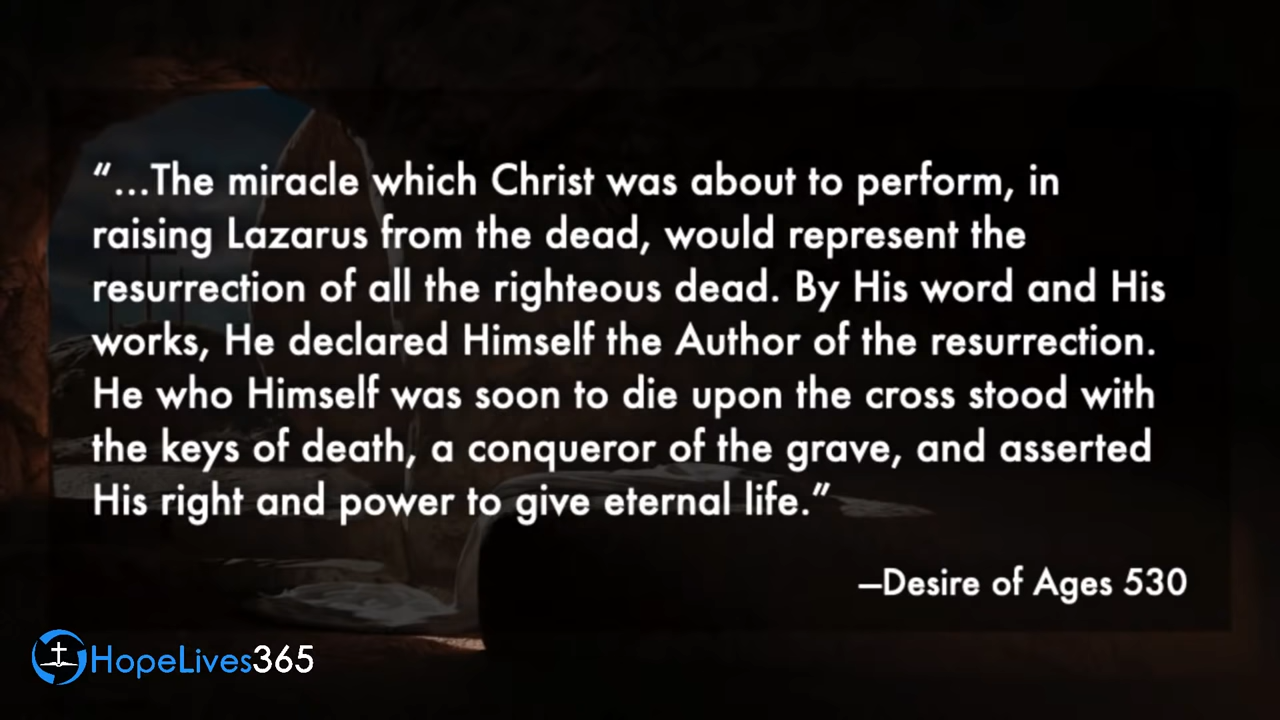 “...The miracle which Christ was about to perform, in
raising Lazarus from the dead, would represent the
resurrection of all the righteous dead. By His word and His
works, He declared Himself the Author of the resurrection.
He who Himself was soon to die upon the cross stood with
the keys of death, a conqueror of the grave, and asserted
His right and power to give eternal life.”
—Desire of Ages 530
HopeLives365